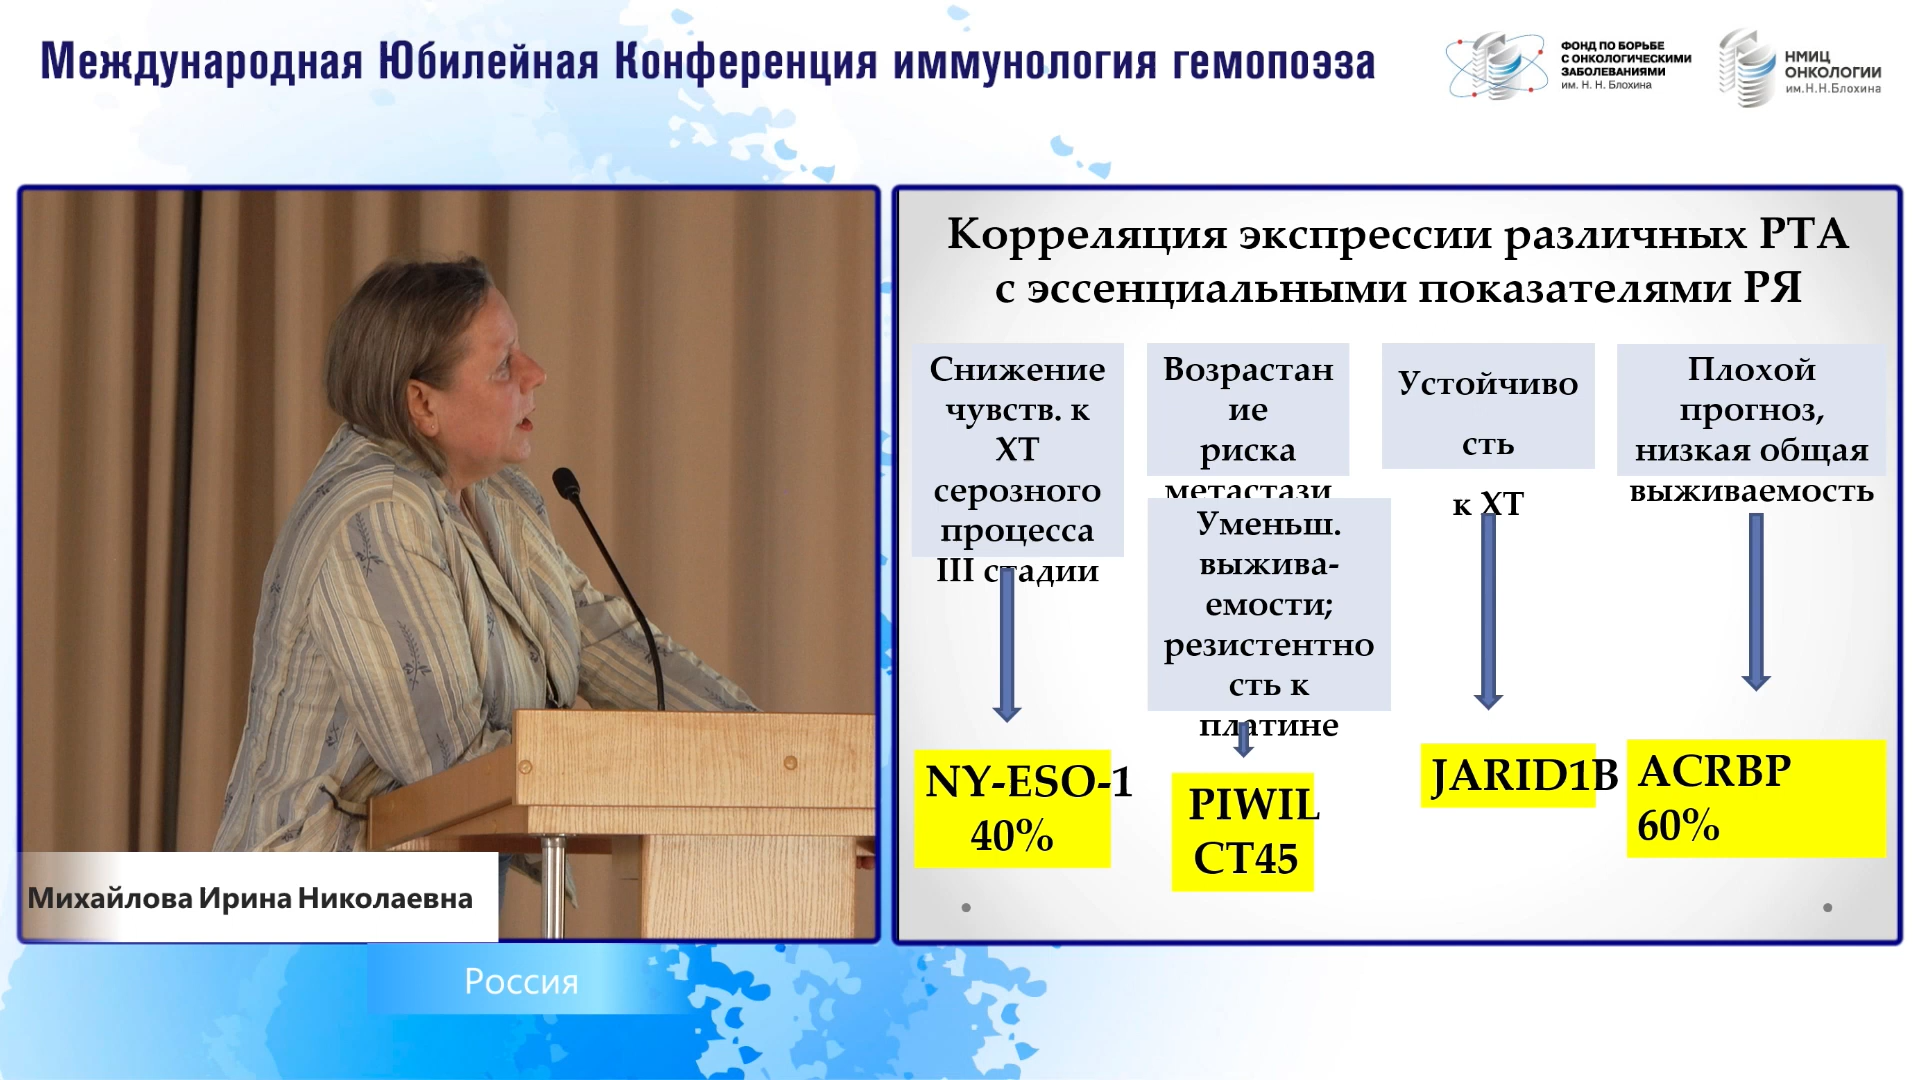 Международная Юбилейная Конференция иммунология гемопоэза
ФОНД ПО БОРЬБЕ
С ОНКОЛОГИЧЕСКИМИ
ЗАБОЛЕВАНИЯМИ
им. Н. Н. Блохина
НМИЦ
ОНКОЛОГИИ
им.Н.Н.Блохина
Корреляция экспрессии различных РТА
с эссенциальными показателями РЯ
Снижение
чувств. к
ХТ
серозного
процесса
III стадии
Возрастан
ие
риска
метастази
Уменьш.
выжива-
емости;
резистентно
сть к
платине
Устойчиво
сть
к ХТ
Плохой
прогноз,
низкая общая
выживаемость
NY-ESO-1
40%
PIWIL
CT45
JARID1B
ACRBP
60%
Михайлова Ирина Николаевна
Россия